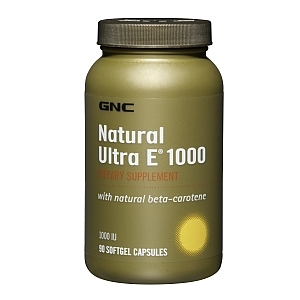 GNC
Natural
Ultra E® 1000
DIETARY SUPPLEMENT
with natural beta-carotene
1000 IU
90 SOFTGEL CAPSULES